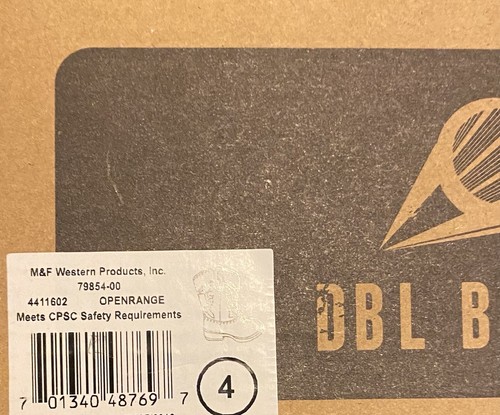 M&F Western Products, Inc.
79854-00
4411602 OPENRANGE
Meets CPSC Safety Requirements
7 01340 48769 7
4
DBL B